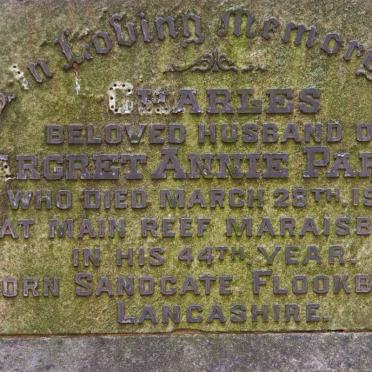 In Loving Memory
CHARLES
BELOVED HUSBAND O
ARGRET ANNIE PAR
WHO DIED MARCH 28TH, 19
AT MAIN REEF MARAISB
IN HIS 44TH YEAR.
ORN SANDGATE FLOOKB
LANCASHIRE.